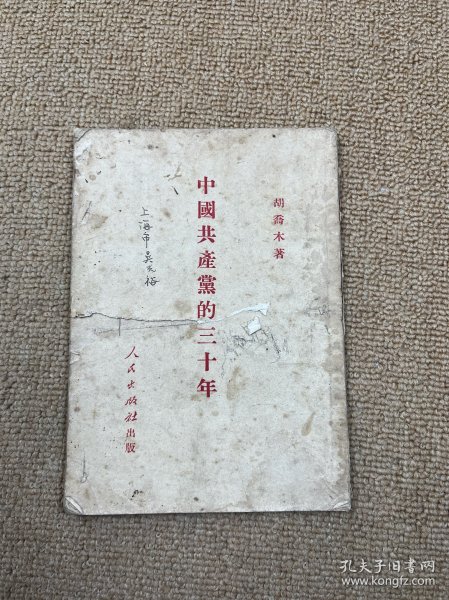 胡喬木著
中國共產黨的三十年
上海市吳元梅
人民出版社出版
孔夫子旧书网
www.kongfz.com